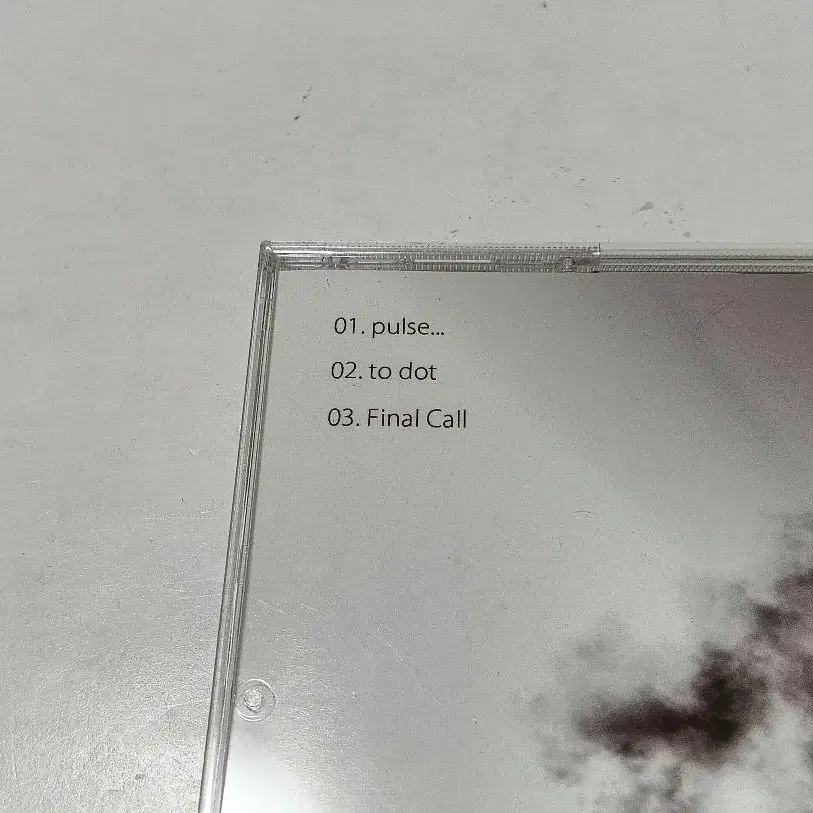 01. pulse...
02. to dot
03. Final Call